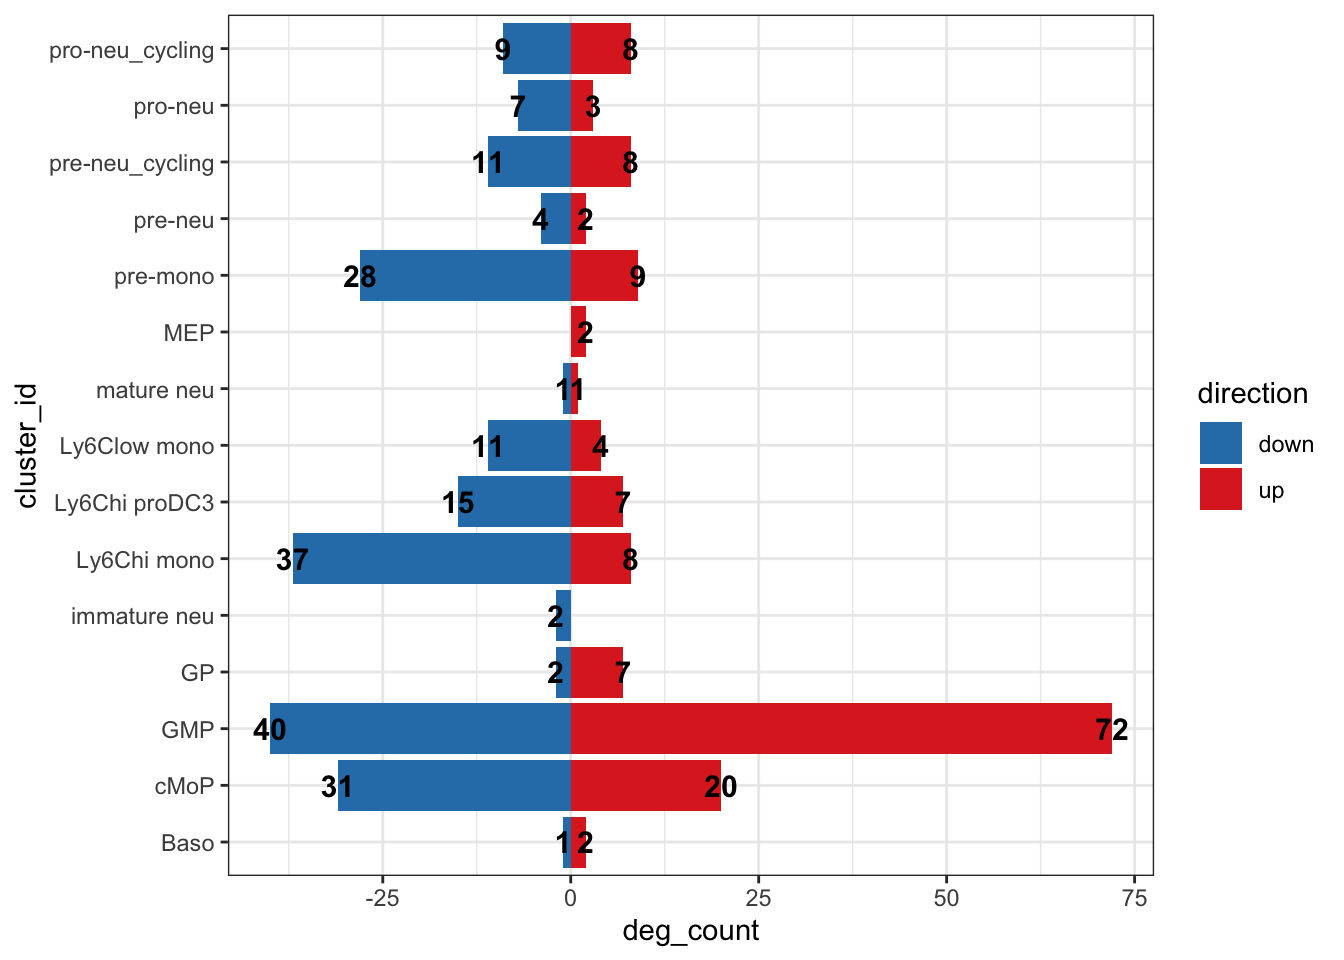 pro-neu_cycling 9 8
pro-neu 7 3
pre-neu_cycling 11 8
pre-neu 4 2
pre-mono 28 9
MEP 2
mature neu 1 1
Ly6Clow mono 11 4
Ly6Chi proDC3 15 7
Ly6Chi mono 37 8
immature neu 2
GP 2 7
GMP 40 72
cMoP 31 20
Baso 1 2
-25 0 25 50 75
deg_count
cluster_id
direction
down
up